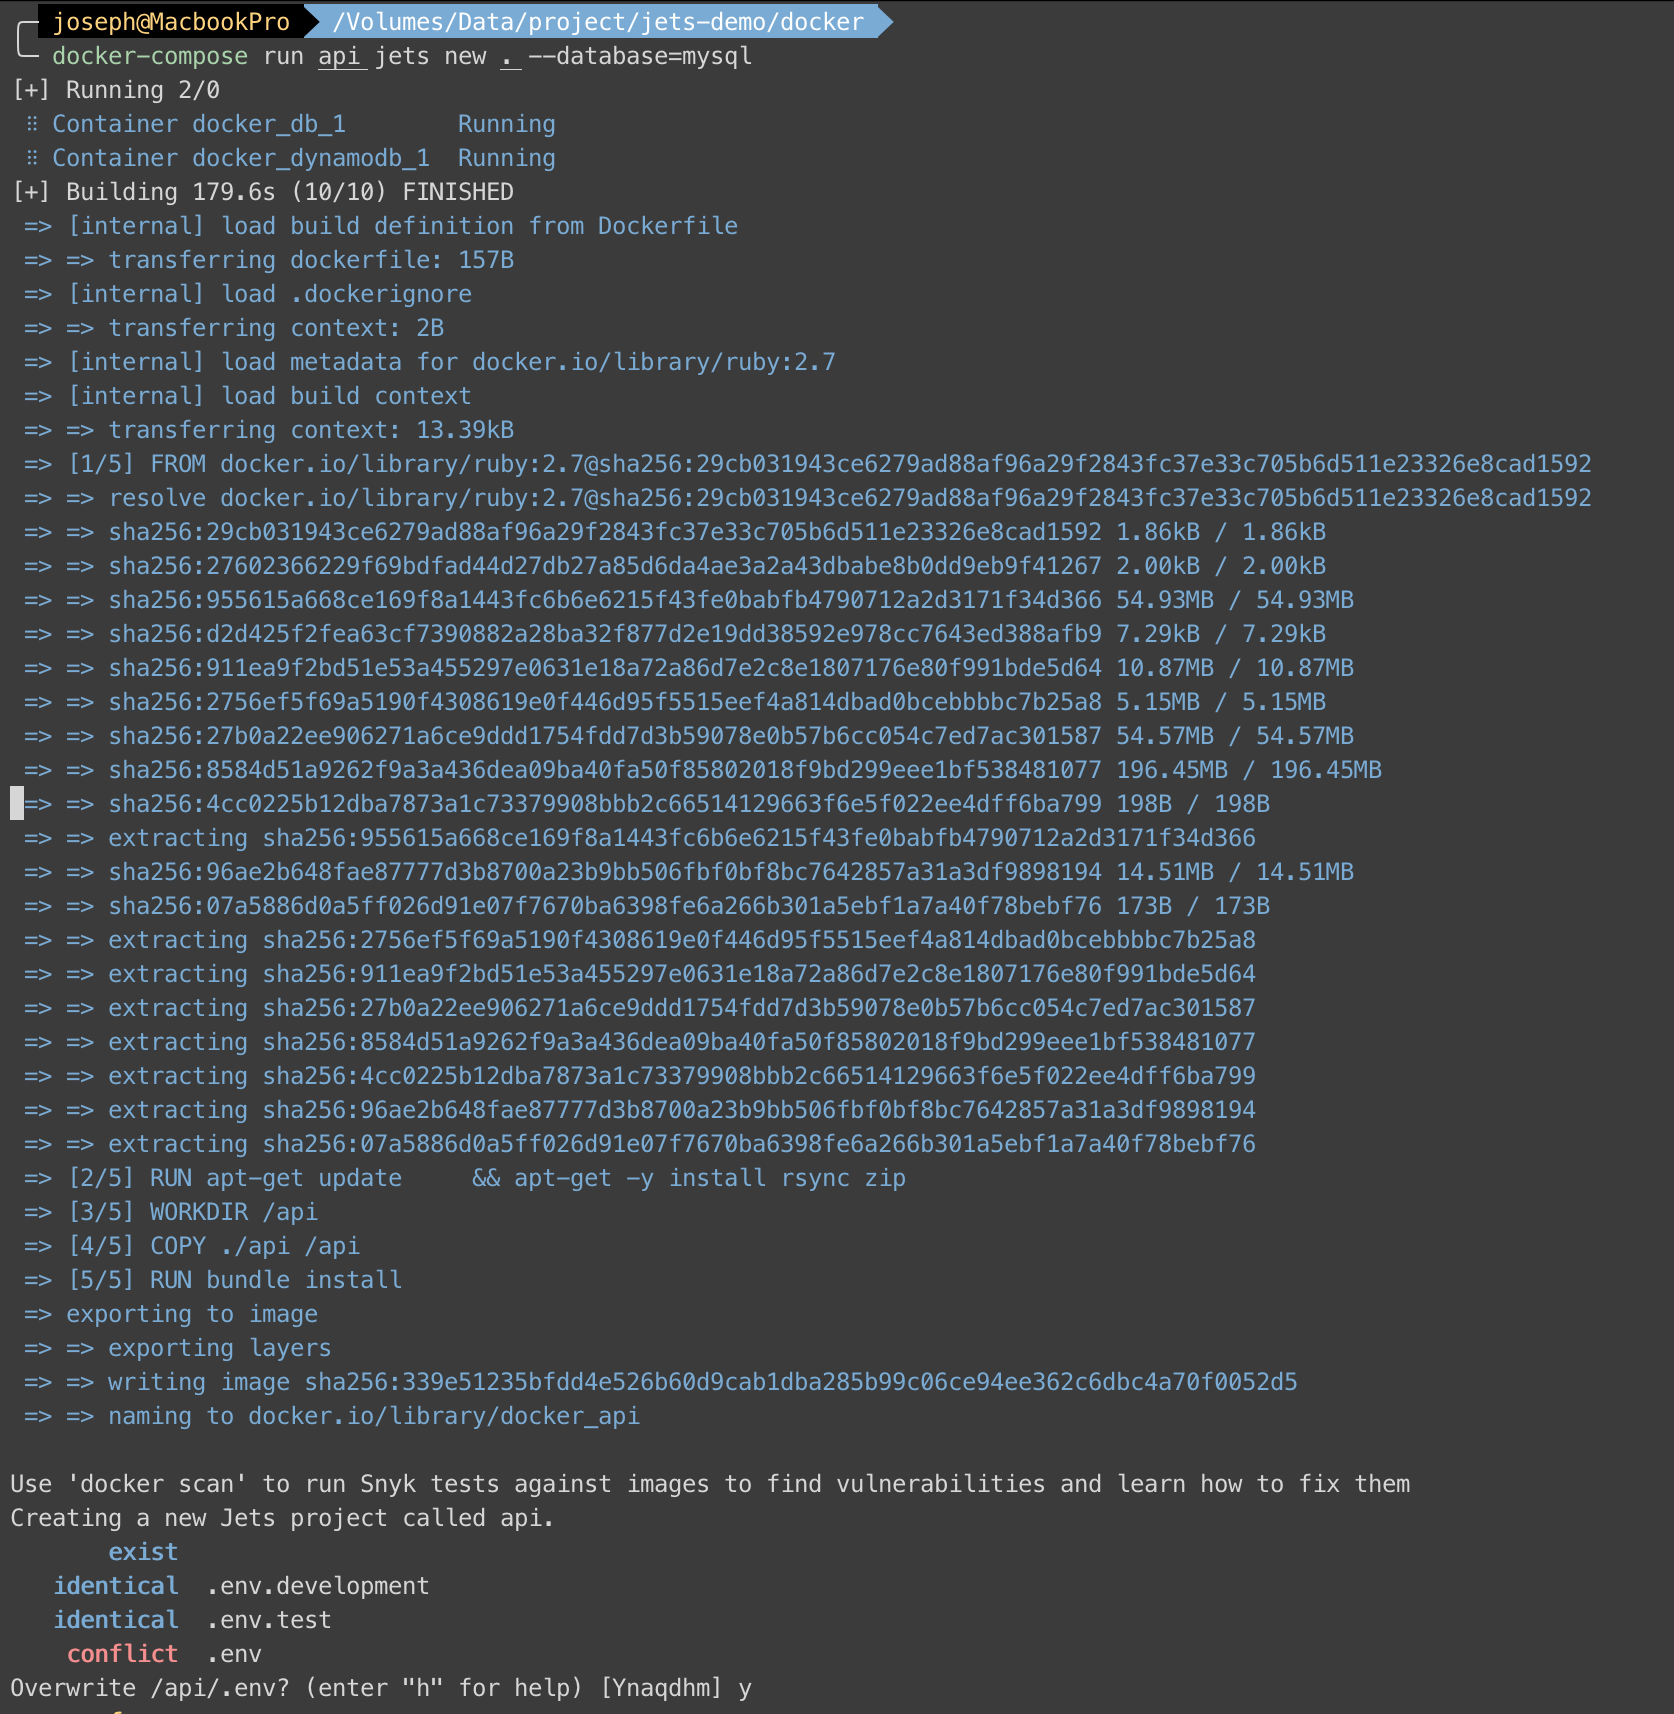 joseph@MacbookPro /Volumes/Data/project/jets-demo/docker
docker-compose run api jets new . --database=mysql
[+] Running 2/0
⠿ Container docker_db_1        Running
⠿ Container docker_dynamodb_1  Running
[+] Building 179.6s (10/10) FINISHED
=> [internal] load build definition from Dockerfile
=> => transferring dockerfile: 157B
=> [internal] load .dockerignore
=> => transferring context: 2B
=> [internal] load metadata for docker.io/library/ruby:2.7
=> [internal] load build context
=> => transferring context: 13.39kB
=> [1/5] FROM docker.io/library/ruby:2.7@sha256:29cb031943ce6279ad88af96a29f2843fc37e33c705b6d511e23326e8cad1592
=> => resolve docker.io/library/ruby:2.7@sha256:29cb031943ce6279ad88af96a29f2843fc37e33c705b6d511e23326e8cad1592
=> => sha256:29cb031943ce6279ad88af96a29f2843fc37e33c705b6d511e23326e8cad1592 1.86kB / 1.86kB
=> => sha256:27602366229f69bdfad44d27db27a85d6da4ae3a2a43dbabe8b0dd9eb9f41267 2.00kB / 2.00kB
=> => sha256:955615a668ce169f8a1443fc6b6e6215f43fe0babfb4790712a2d3171f34d366 54.93MB / 54.93MB
=> => sha256:d2d425f2fea63cf7390882a28ba32f877d2e19dd38592e978cc7643ed388afb9 7.29kB / 7.29kB
=> => sha256:911ea9f2bd51e53a455297e0631e18a72a86d7e2c8e1807176e80f991bde5d64 10.87MB / 10.87MB
=> => sha256:2756ef5f69a5190f4308619e0f446d95f5515eef4a814dbad0bcebbbbc7b25a8 5.15MB / 5.15MB
=> => sha256:27b0a22ee906271a6ce9ddd1754fdd7d3b59078e0b57b6cc054c7ed7ac301587 54.57MB / 54.57MB
=> => sha256:8584d51a9262f9a3a436dea09ba40fa50f85802018f9bd299eee1bf538481077 196.45MB / 196.45MB
=> => sha256:4cc0225b12dba7873a1c73379908bbb2c66514129663f6e5f022ee4dff6ba799 198B / 198B
=> => extracting sha256:955615a668ce169f8a1443fc6b6e6215f43fe0babfb4790712a2d3171f34d366
=> => sha256:96ae2b648fae87777d3b8700a23b9bb506fbf0bf8bc7642857a31a3df9898194 14.51MB / 14.51MB
=> => sha256:07a5886d0a5ff026d91e07f7670ba6398fe6a266b301a5ebf1a7a40f78bebf76 173B / 173B
=> => extracting sha256:2756ef5f69a5190f4308619e0f446d95f5515eef4a814dbad0bcebbbbc7b25a8
=> => extracting sha256:911ea9f2bd51e53a455297e0631e18a72a86d7e2c8e1807176e80f991bde5d64
=> => extracting sha256:27b0a22ee906271a6ce9ddd1754fdd7d3b59078e0b57b6cc054c7ed7ac301587
=> => extracting sha256:8584d51a9262f9a3a436dea09ba40fa50f85802018f9bd299eee1bf538481077
=> => extracting sha256:4cc0225b12dba7873a1c73379908bbb2c66514129663f6e5f022ee4dff6ba799
=> => extracting sha256:96ae2b648fae87777d3b8700a23b9bb506fbf0bf8bc7642857a31a3df9898194
=> => extracting sha256:07a5886d0a5ff026d91e07f7670ba6398fe6a266b301a5ebf1a7a40f78bebf76
=> [2/5] RUN apt-get update     && apt-get -y install rsync zip
=> [3/5] WORKDIR /api
=> [4/5] COPY ./api /api
=> [5/5] RUN bundle install
=> exporting to image
=> => exporting layers
=> => writing image sha256:339e51235bfdd4e526b60d9cab1dba285b99c06ce94ee362c6dbc4a70f0052d5
=> => naming to docker.io/library/docker_api
Use 'docker scan' to run Snyk tests against images to find vulnerabilities and learn how to fix them
Creating a new Jets project called api.
exist
identical  .env.development
identical  .env.test
conflict  .env
Overwrite /api/.env? (enter "h" for help) [Ynaqdhm] y